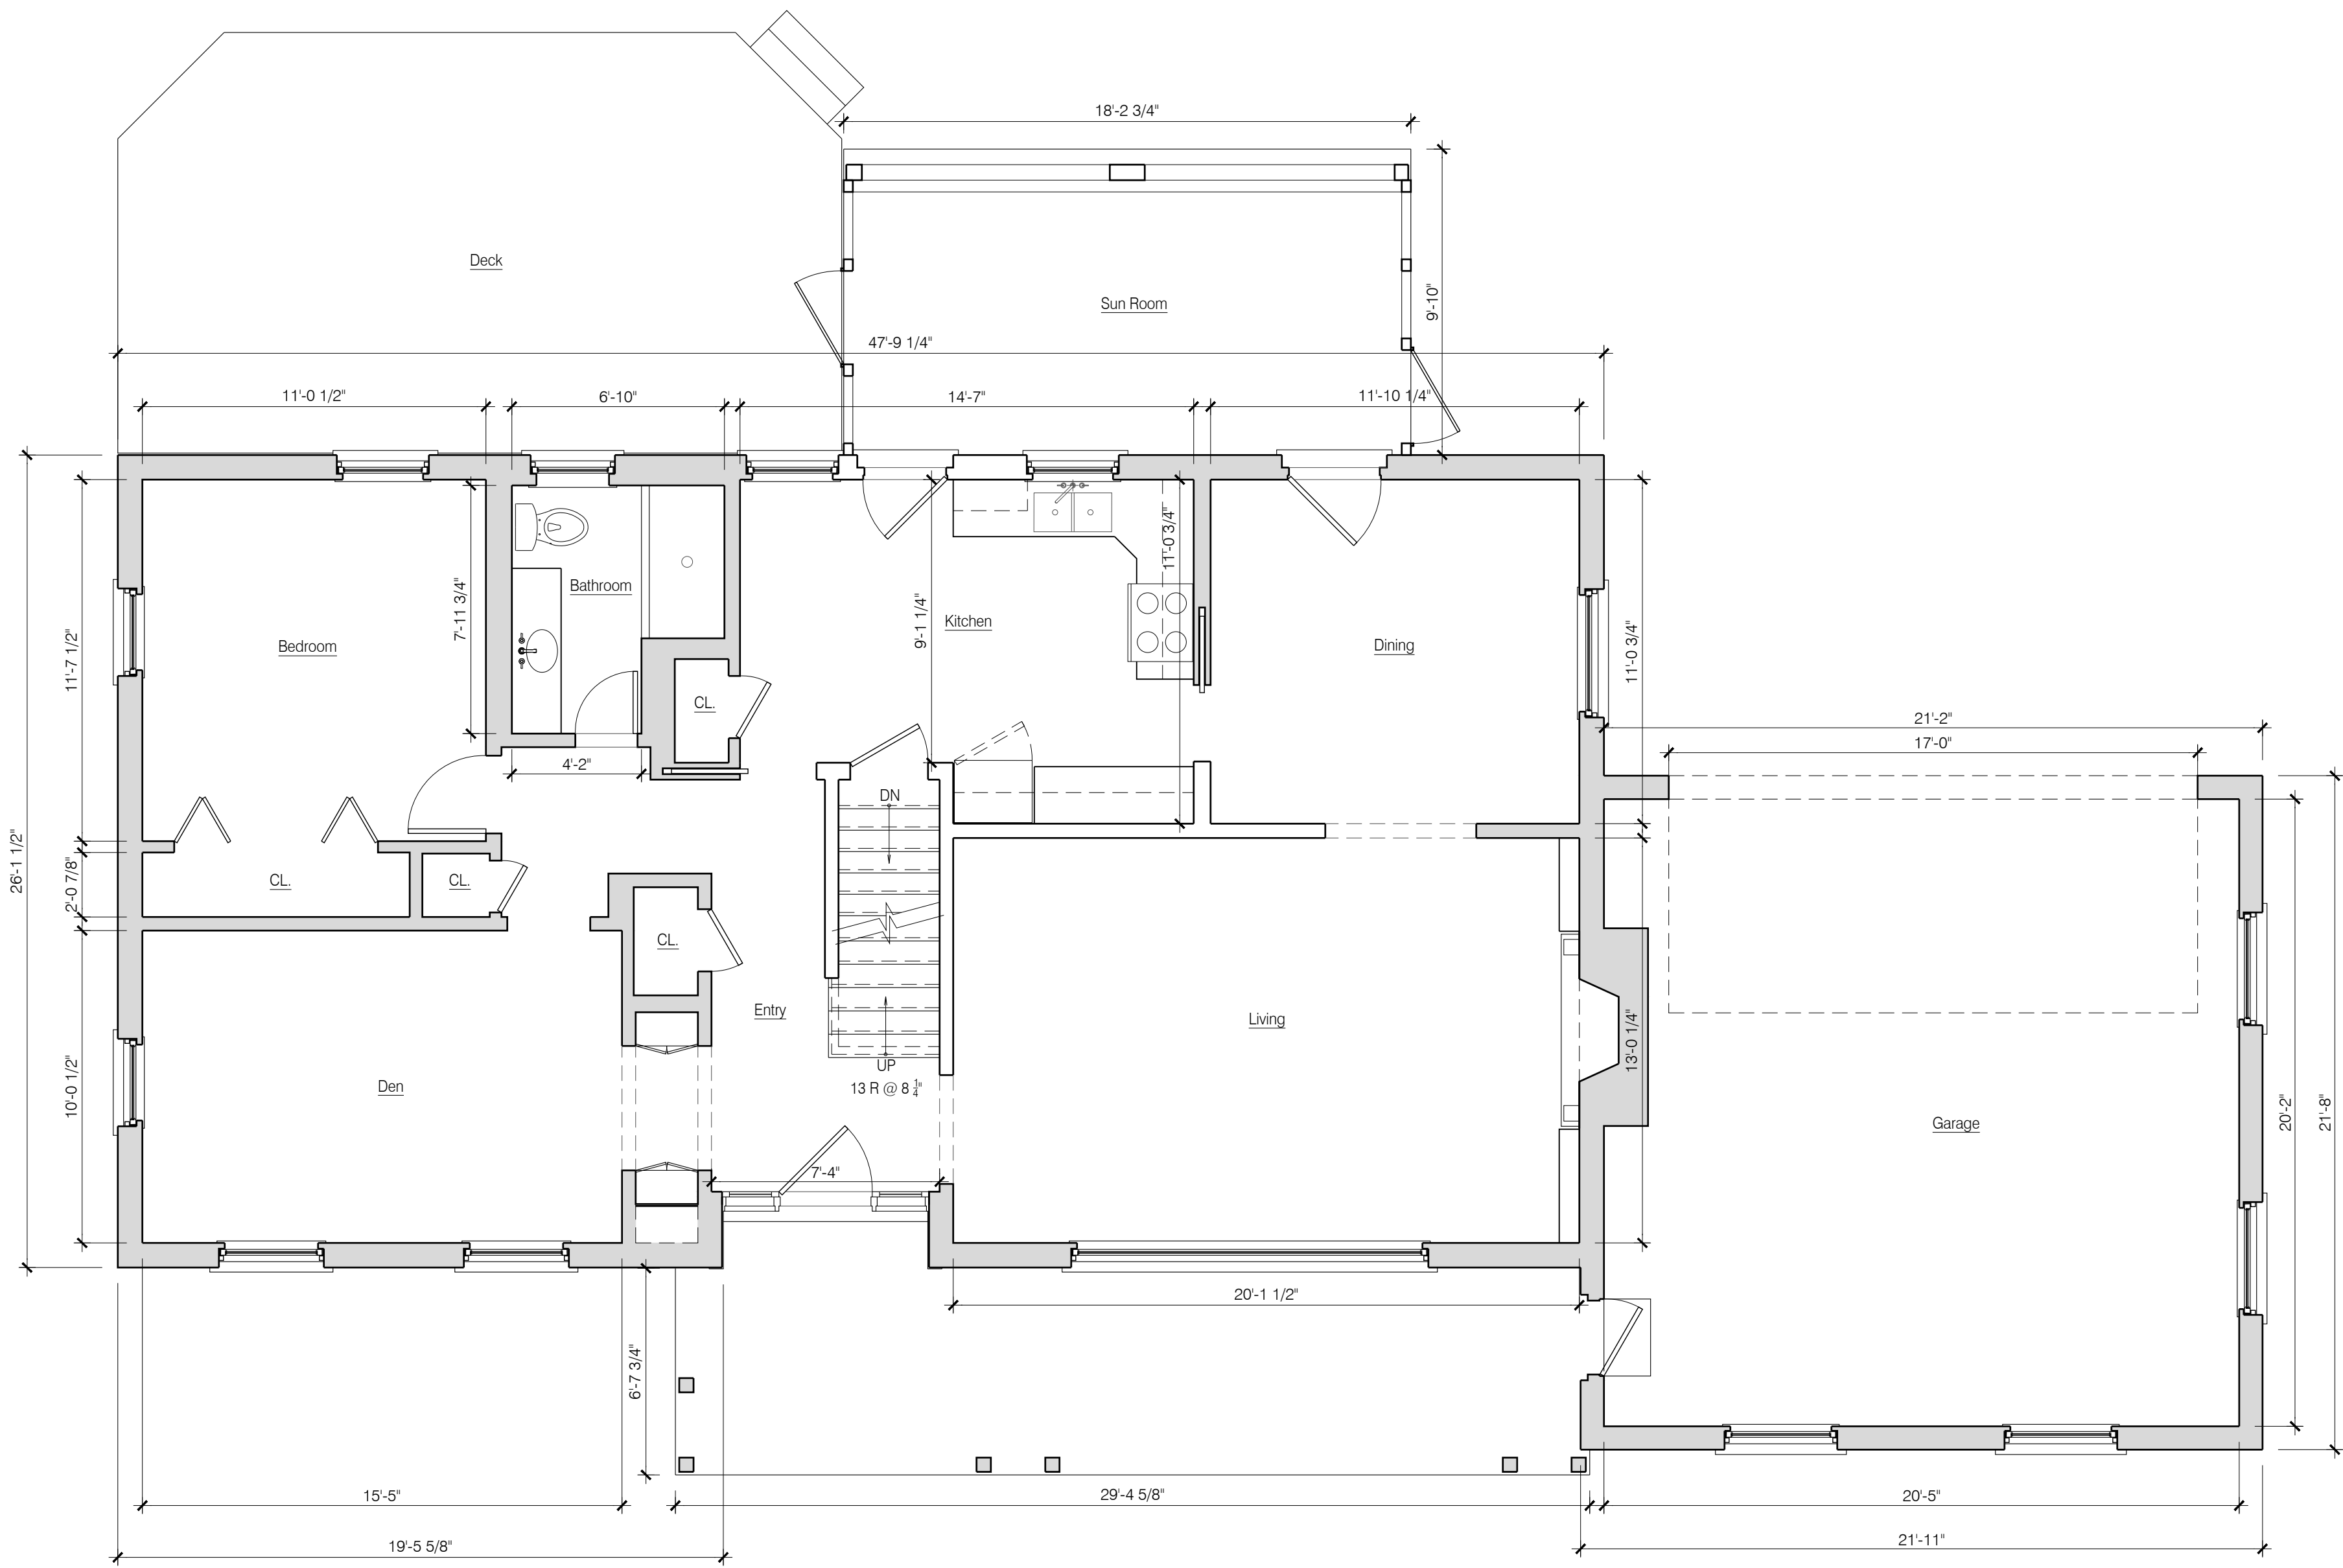 18'-2 3/4"
9'-10"
Deck
Sun Room
47'-9 1/4"
11'-0 1/2"
6'-10"
14'-7"
11'-10 1/4"
11'-0 3/4"
7'-11 3/4"
Bathroom
9'-1 1/4"
Kitchen
11'-7 1/2"
Bedroom
Dining
11'-0 3/4"
CL.
21'-2"
17'-0"
4'-2"
DN
26'-1 1/2"
2'-0 7/8"
CL.
CL.
CL.
Entry
Living
13'-0 1/4"
UP
13 R @ 8 1/4"
10'-0 1/2"
Den
Garage
20'-2"
21'-8"
7'-4"
20'-1 1/2"
6'-7 3/4"
15'-5"
29'-4 5/8"
20'-5"
19'-5 5/8"
21'-11"